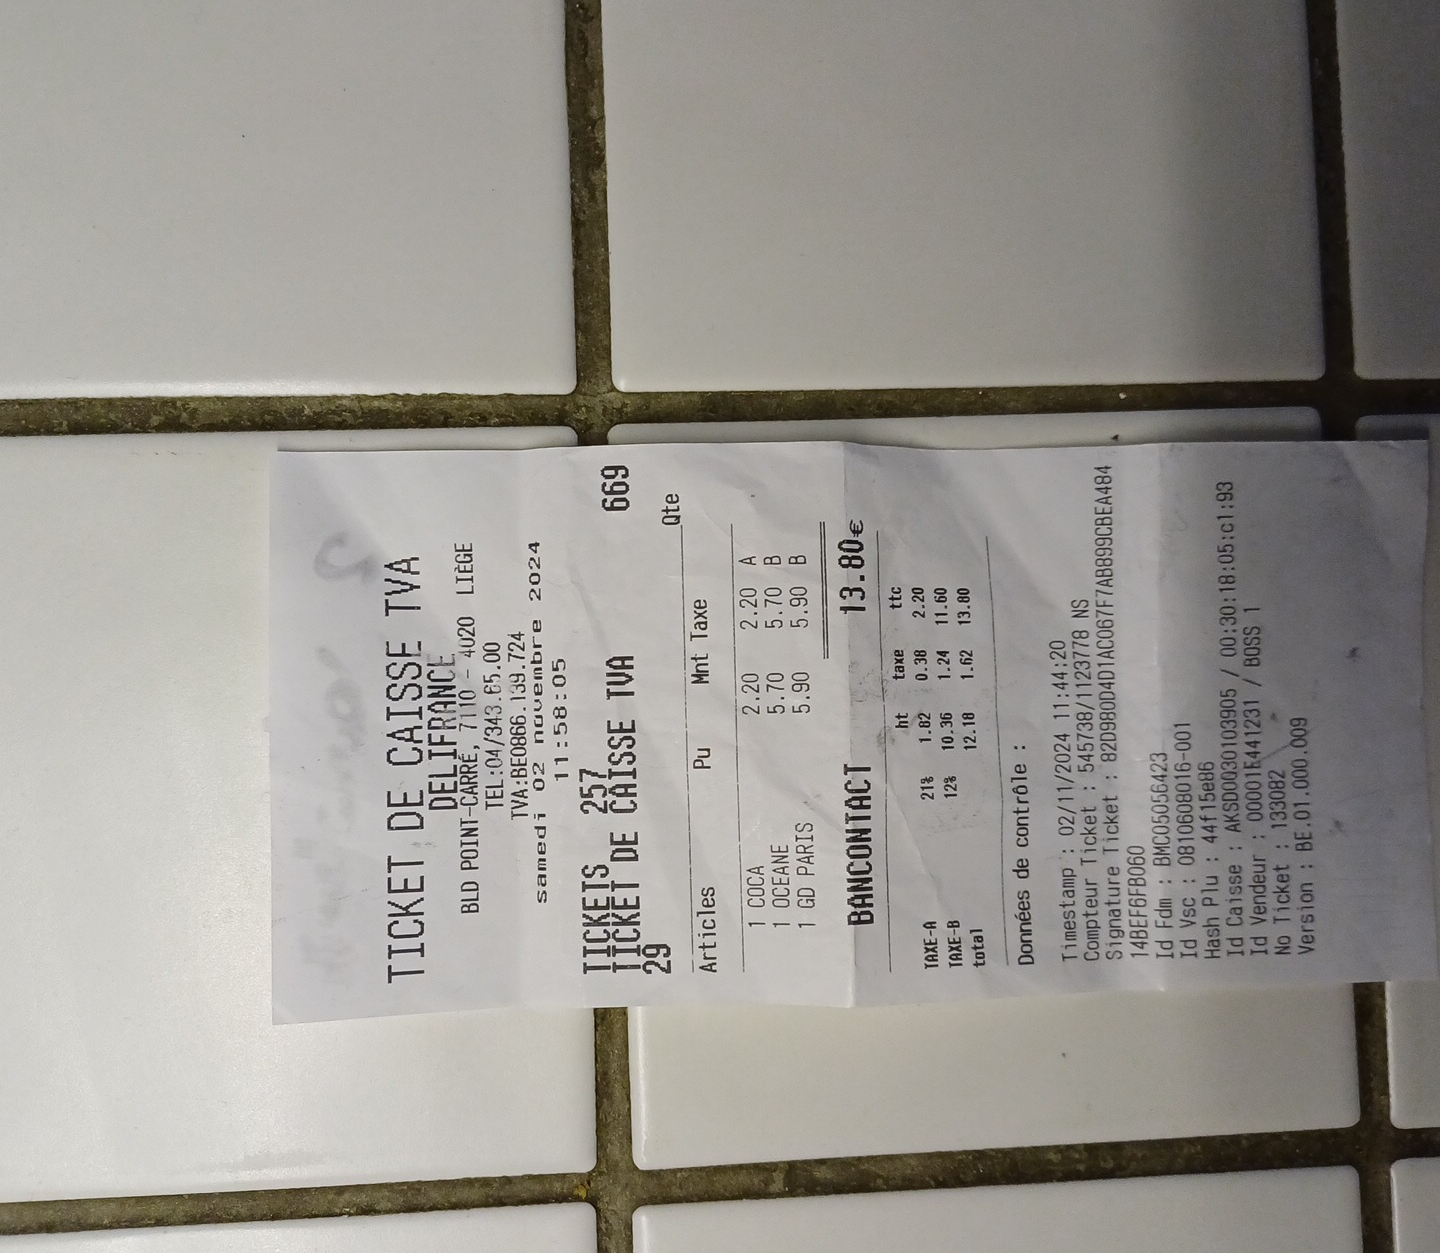 TICKET DE CAISSE TVA
DELIFRANCE
BLD POINT-CARRÉ, 7110 - 4020 LIÈGE
TEL:04/343.65.00
TVA:BE0866.139.724
samedi 02 novembre 2024
11:58:05
TICKETS 257 669
TICKET DE CAISSE TVA
29
Qte
Articles Pu Mnt Taxe
1 COCA 2.20 2.20 A
1 OCEANE 5.70 5.70 B
1 GD PARIS 5.90 5.90 B
BANCONTACT 13.80€
ht taxe ttc
TAXE-A 21% 1.82 0.38 2.20
TAXE-B 12% 10.36 1.24 11.60
total 12.18 1.62 13.80
Données de contrôle :
Timestamp : 02/11/2024 11:44:20
Compteur Ticket : 545738/1123778 NS
Signature Ticket : 82D980D4D1AC067F7AB899CBEA484
14BEF6FB060
Id Fdm : BMC05056423
Id Vsc : 0810608016-001
Hash Plu : 44f15e86
Id Caisse : AKSD0030103905 / 00:30:18:05:c1:93
Id Vendeur : 00001E441231 / BOSS 1
No Ticket : 133082
Version : BE.01.000.009